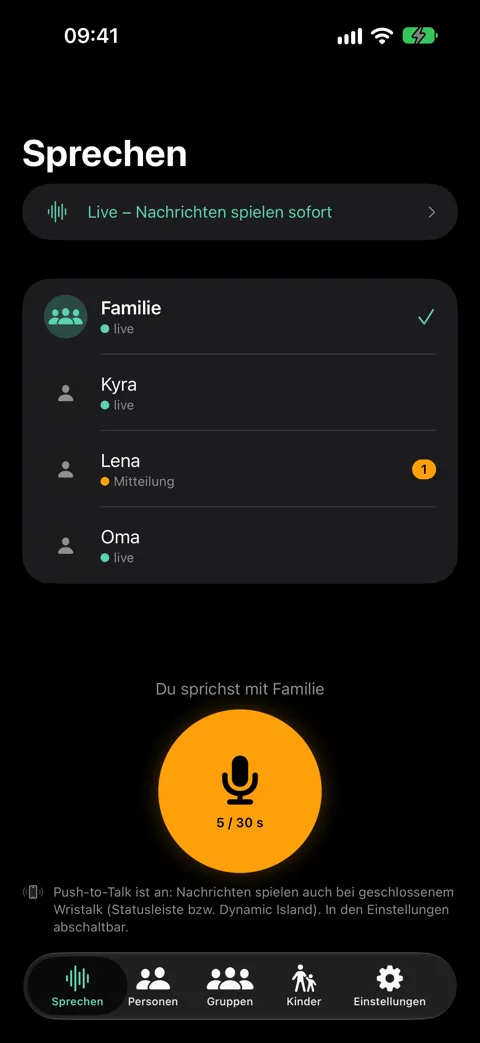 09:41
Sprechen
Live – Nachrichten spielen sofort
Familie
live
Kyra
live
Lena
Mitteilung
1
Oma
live
Du sprichst mit Familie
5 / 30 s
Push-to-Talk ist an: Nachrichten spielen auch bei geschlossenem
Wristalk (Statusleiste bzw. Dynamic Island). In den Einstellungen
abschaltbar.
Sprechen
Personen
Gruppen
Kinder
Einstellungen